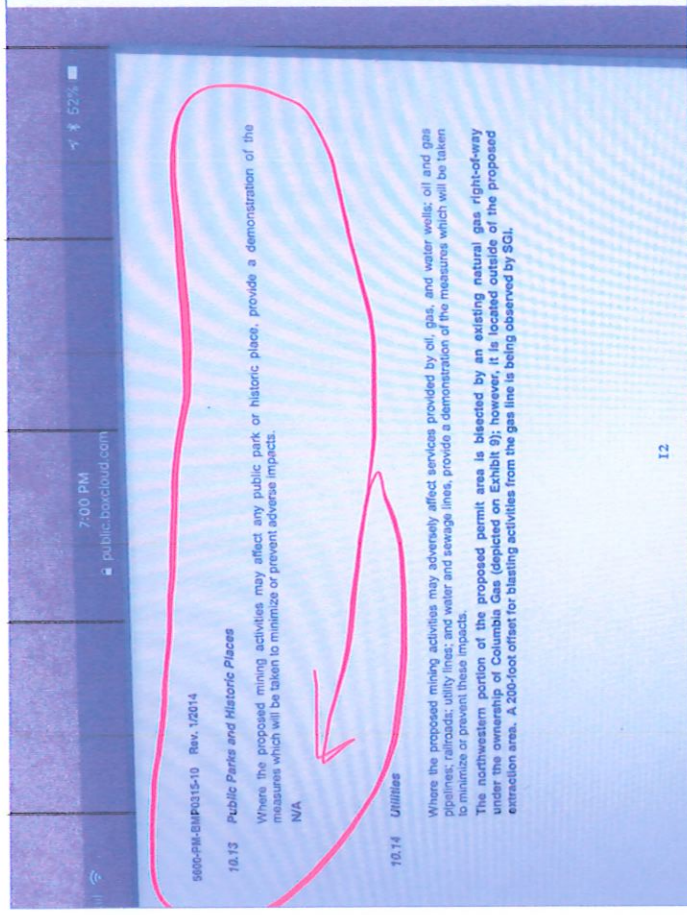 7:00 PM
52%
public.boxcloud.com
5600-PM-BMP0315-10 Rev. 1/2014
10.13 Public Parks and Historic Places
Where the proposed mining activities may affect any public park or historic place, provide a demonstration of the
measures which will be taken to minimize or prevent adverse impacts.
N/A
10.14 Utilities
Where the proposed mining activities may adversely affect services provided by oil, gas, and water wells; oil and gas
pipelines; railroads; utility lines; and water and sewage lines, provide a demonstration of the measures which will be taken
to minimize or prevent these impacts.
The northwestern portion of the proposed permit area is bisected by an existing natural gas right-of-way
under the ownership of Columbia Gas (depicted on Exhibit 9); however, it is located outside of the proposed
extraction area. A 200-foot offset for blasting activities from the gas line is being observed by SGI.
12